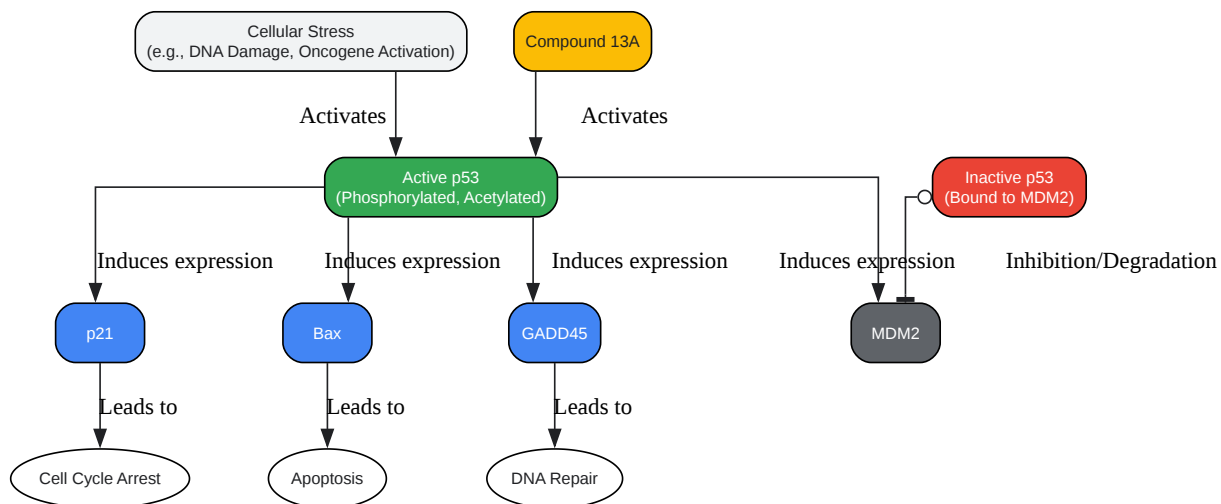 Cellular Stress
(e.g., DNA Damage, Oncogene Activation)
Compound 13A
Activates
Activates
Active p53
(Phosphorylated, Acetylated)
Inactive p53
(Bound to MDM2)
Induces expression
Induces expression
Induces expression
Induces expression
Inhibition/Degradation
p21
Bax
GADD45
MDM2
Leads to
Leads to
Leads to
Cell Cycle Arrest
Apoptosis
DNA Repair